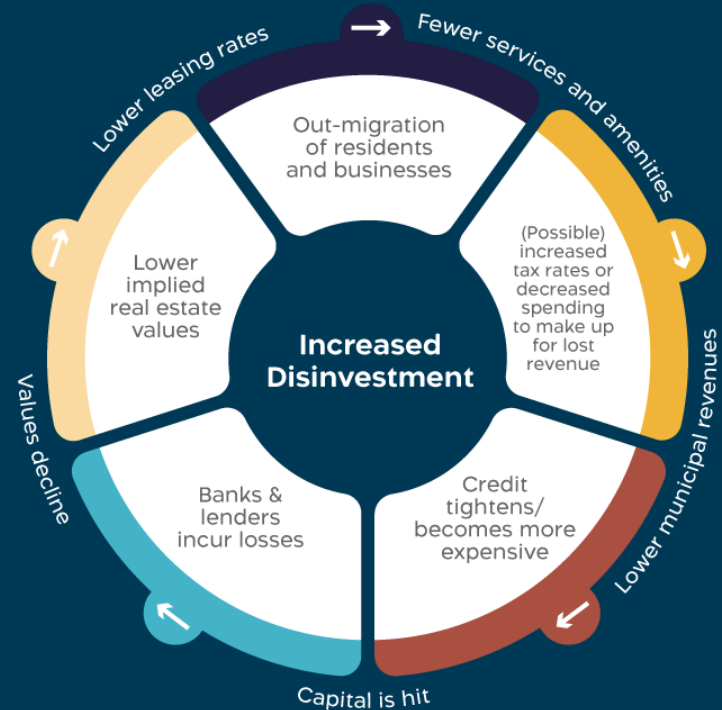 Lower leasing rates
Fewer services and amenities
Out-migration
of residents
and businesses
(Possible)
increased
tax rates or
decreased
spending
to make up
for lost
revenue
Lower municipal revenues
Credit
tightens/
becomes more
expensive
Capital is hit
Banks &
lenders
incur losses
Values decline
Lower
implied
real estate
values
Increased
Disinvestment